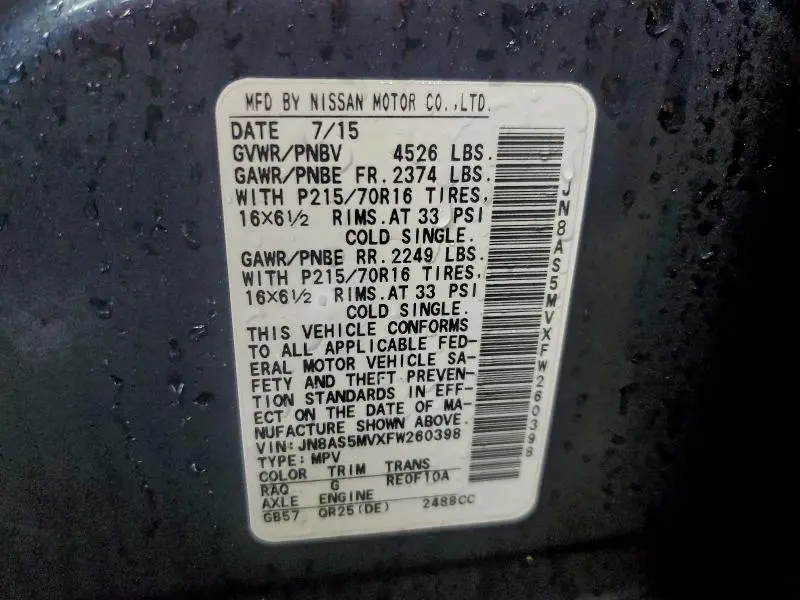 MFD BY NISSAN MOTOR CO.,LTD.
DATE 7/15
GVWR/PNBV 4526 LBS.
GAWR/PNBE FR.2374 LBS.
WITH P215/70R16 TIRES,
16×6½ RIMS.AT 33 PSI
COLD SINGLE.
GAWR/PNBE RR.2249 LBS.
WITH P215/70R16 TIRES,
16×6½ RIMS.AT 33 PSI
COLD SINGLE.
THIS VEHICLE CONFORMS
TO ALL APPLICABLE FED-
ERAL MOTOR VEHICLE SA-
FETY AND THEFT PREVEN-
TION STANDARDS IN EFF-
ECT ON THE DATE OF MA-
NUFACTURE SHOWN ABOVE.
VIN:JN8AS5MVXFW260398
TYPE:MPV
COLOR TRIM TRANS
RAQ G RE0F10A
AXLE ENGINE
GB57 QR25(DE) 2488CC
JN8AS5MVXFW260398